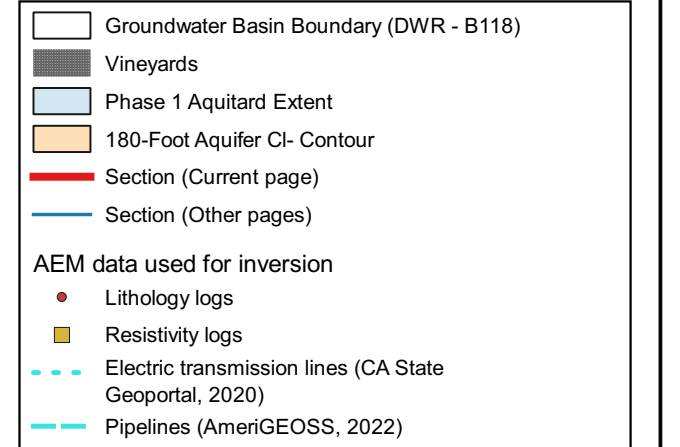 Groundwater Basin Boundary (DWR - B118)
Vineyards
Phase 1 Aquitard Extent
180-Foot Aquifer Cl- Contour
Section (Current page)
Section (Other pages)
AEM data used for inversion
Lithology logs
Resistivity logs
Electric transmission lines (CA State
Geoportal, 2020)
Pipelines (AmeriGEOSS, 2022)